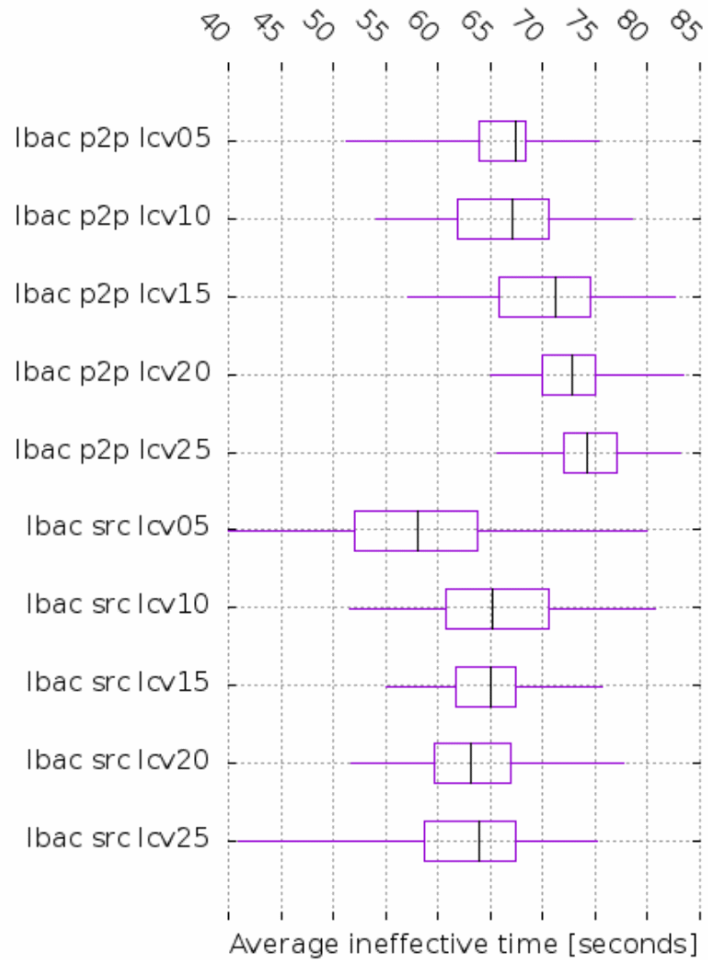 40 45 50 55 60 65 70 75 80 85
lbac p2p lcv05
lbac p2p lcv10
lbac p2p lcv15
lbac p2p lcv20
lbac p2p lcv25
lbac src lcv05
lbac src lcv10
lbac src lcv15
lbac src lcv20
lbac src lcv25
Average ineffective time [seconds]